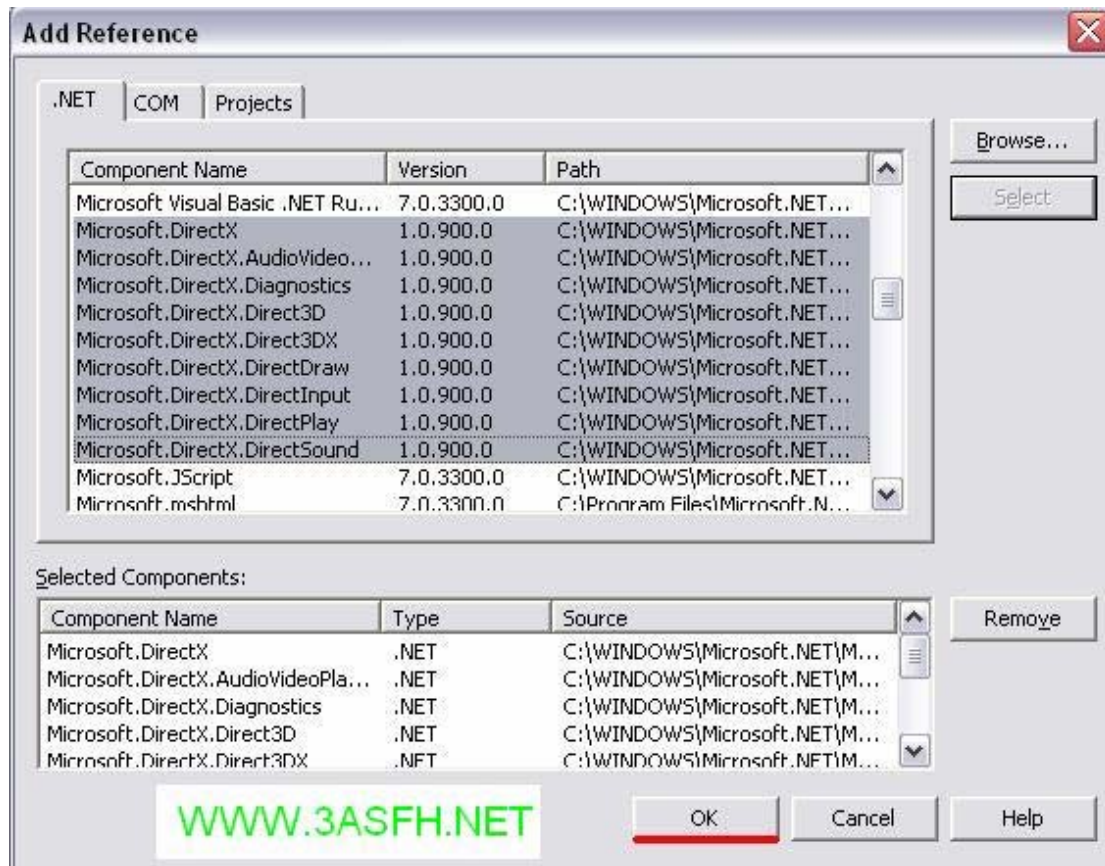 Add Reference
.NET COM Projects
Browse...
Select
Component Name Version Path
Microsoft Visual Basic .NET Ru... 7.0.3300.0 C:\WINDOWS\Microsoft.NET...
Microsoft.DirectX 1.0.900.0 C:\WINDOWS\Microsoft.NET...
Microsoft.DirectX.AudioVideo... 1.0.900.0 C:\WINDOWS\Microsoft.NET...
Microsoft.DirectX.Diagnostics 1.0.900.0 C:\WINDOWS\Microsoft.NET...
Microsoft.DirectX.Direct3D 1.0.900.0 C:\WINDOWS\Microsoft.NET...
Microsoft.DirectX.Direct3DX 1.0.900.0 C:\WINDOWS\Microsoft.NET...
Microsoft.DirectX.DirectDraw 1.0.900.0 C:\WINDOWS\Microsoft.NET...
Microsoft.DirectX.DirectInput 1.0.900.0 C:\WINDOWS\Microsoft.NET...
Microsoft.DirectX.DirectPlay 1.0.900.0 C:\WINDOWS\Microsoft.NET...
Microsoft.DirectX.DirectSound 1.0.900.0 C:\WINDOWS\Microsoft.NET...
Microsoft.JScript 7.0.3300.0 C:\WINDOWS\Microsoft.NET...
Microsoft.mshtml 7.0.3300.0 C:\Program Files\Microsoft.N...
Selected Components:
Component Name Type Source
Remove
Microsoft.DirectX .NET C:\WINDOWS\Microsoft.NET\M...
Microsoft.DirectX.AudioVideoPla... .NET C:\WINDOWS\Microsoft.NET\M...
Microsoft.DirectX.Diagnostics .NET C:\WINDOWS\Microsoft.NET\M...
Microsoft.DirectX.Direct3D .NET C:\WINDOWS\Microsoft.NET\M...
Microsoft.DirectX.Direct3DX .NET C:\WINDOWS\Microsoft.NET\M...
WWW.3ASFH.NET
OK Cancel Help